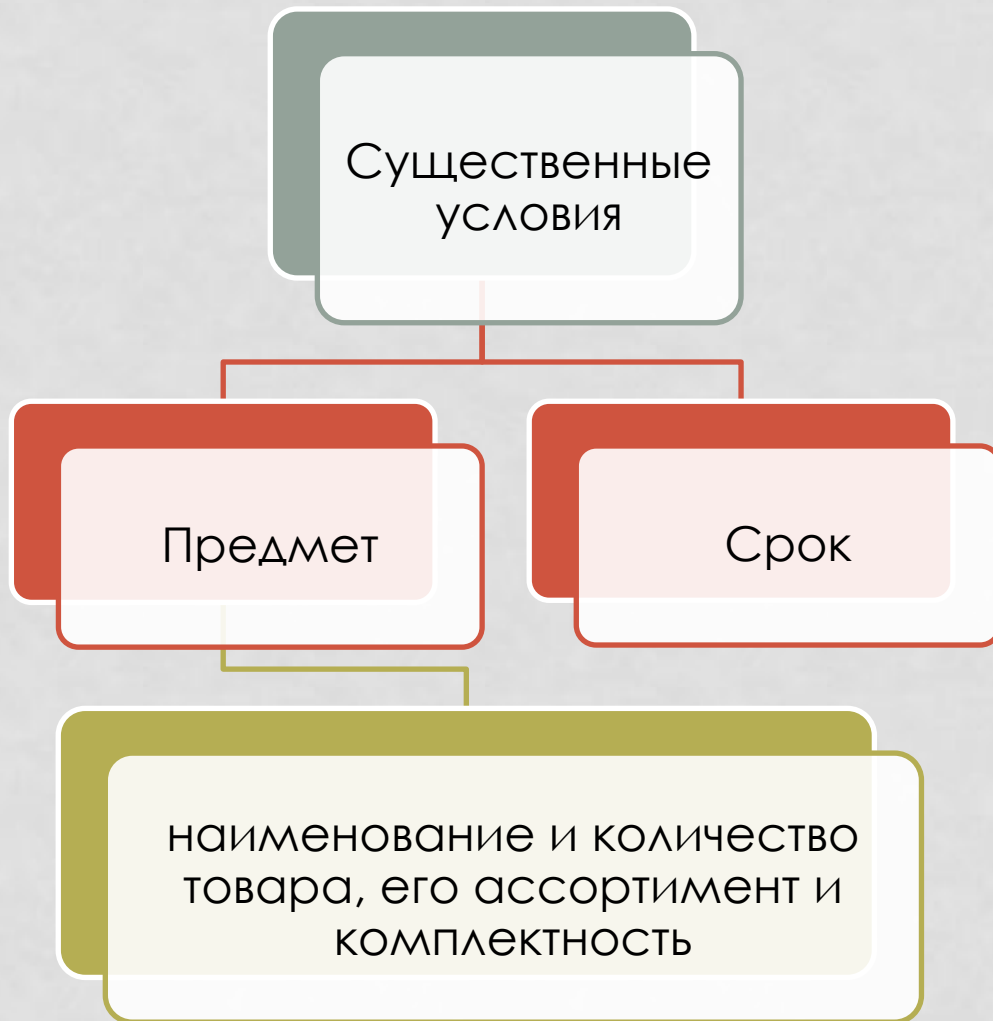 Существенные
условия
Предмет
Срок
наименование и количество
товара, его ассортимент и
комплектность